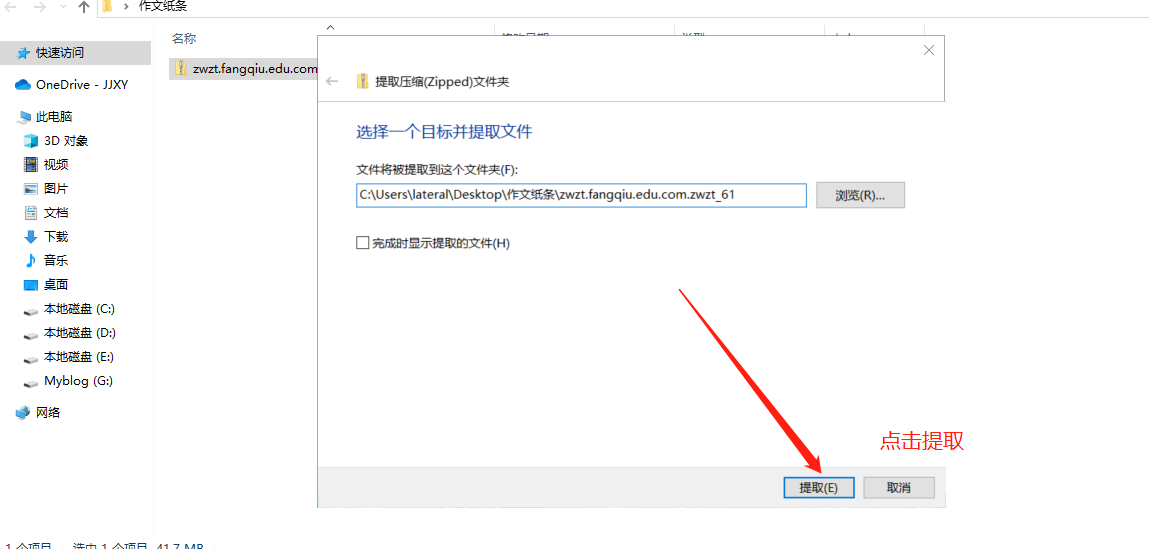 作文纸条
名称
快速访问
OneDrive - JJXY
此电脑
3D 对象
视频
图片
文档
下载
音乐
桌面
本地磁盘 (C:)
本地磁盘 (D:)
本地磁盘 (E:)
Myblog (G:)
网络
zwzt.fangqiu.edu.com
提取压缩(Zipped)文件夹
选择一个目标并提取文件
文件将被提取到这个文件夹(F):
C:\Users\lateral\Desktop\作文纸条\zwzt.fangqiu.edu.com.zwzt_61
浏览(R)...
完成时显示提取的文件(H)
点击提取
提取(E)
取消
1 个项目
选中 1 个项目 41.7 MB